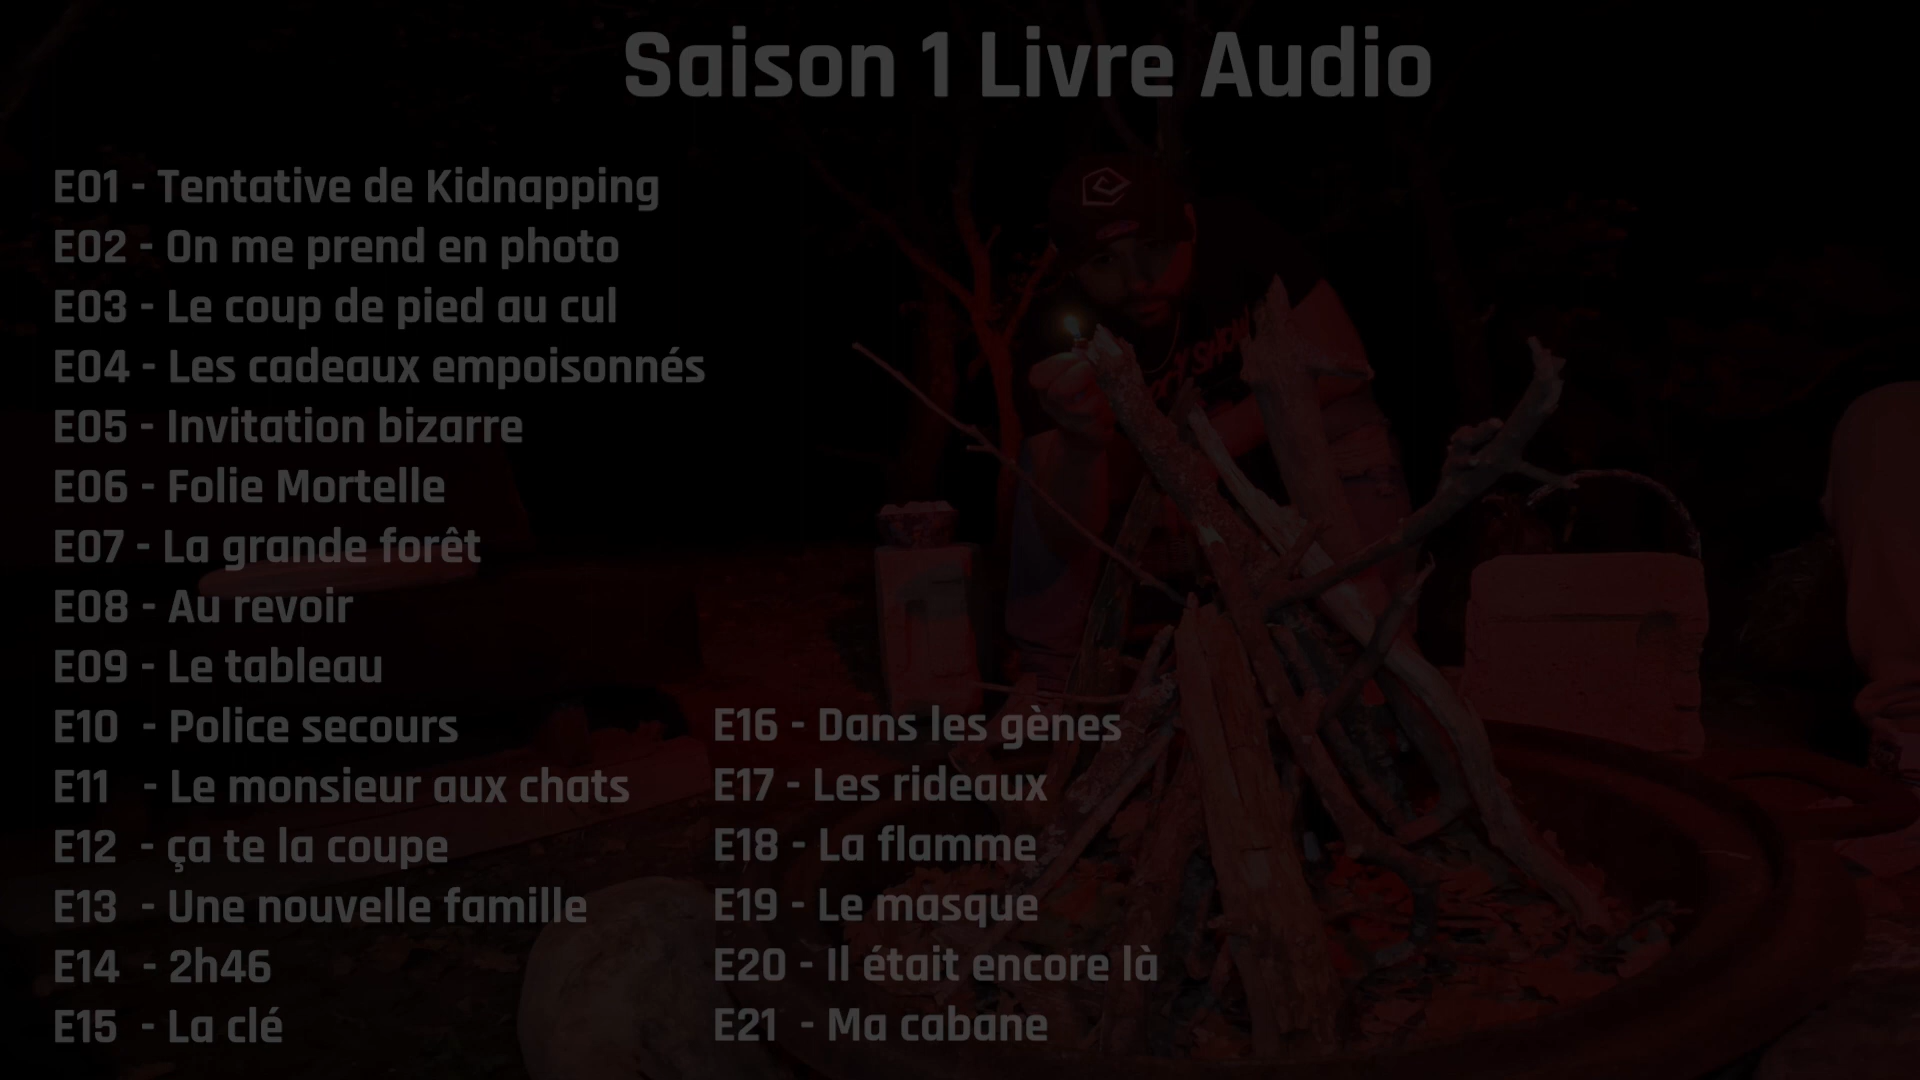 Saison 1 Livre Audio
E01 - Tentative de Kidnapping
E02 - On me prend en photo
E03 - Le coup de pied au cul
E04 - Les cadeaux empoisonnés
E05 - Invitation bizarre
E06 - Folie Mortelle
E07 - La grande forêt
E08 - Au revoir
E09 - Le tableau
E10 - Police secours
E11 - Le monsieur aux chats
E12 - ça te la coupe
E13 - Une nouvelle famille
E14 - 2h46
E15 - La clé
E16 - Dans les gènes
E17 - Les rideaux
E18 - La flamme
E19 - Le masque
E20 - Il était encore là
E21 - Ma cabane